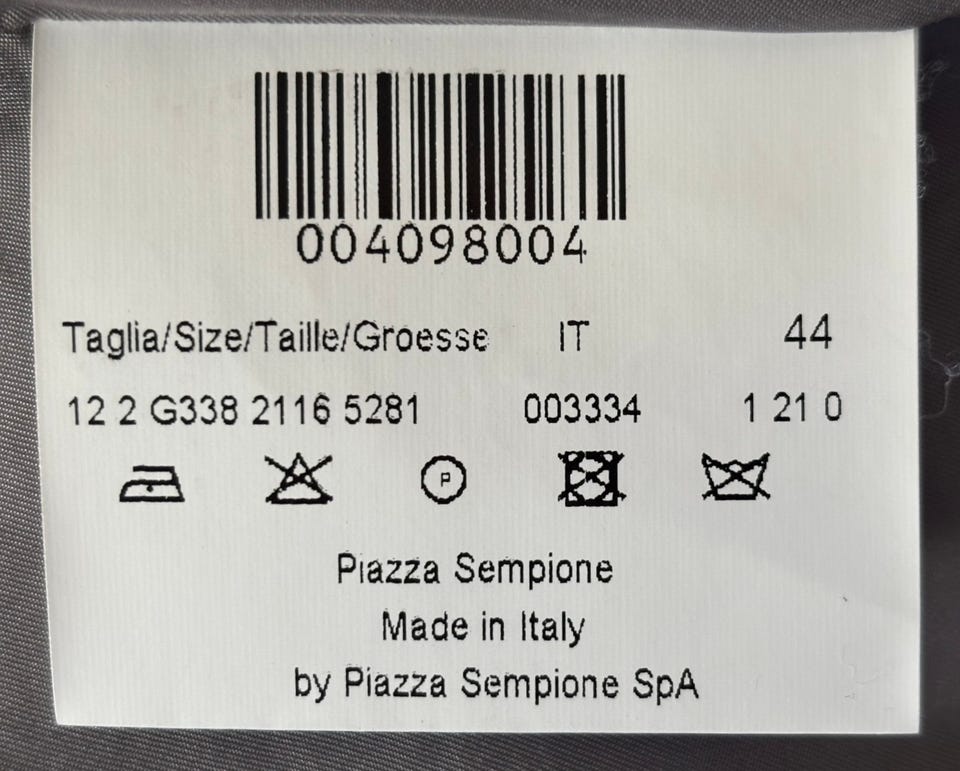 004098004
Taglia/Size/Taille/Groesse IT 44
12 2 G338 2116 5281 003334 1 21 0
P
Piazza Sempione
Made in Italy
by Piazza Sempione SpA